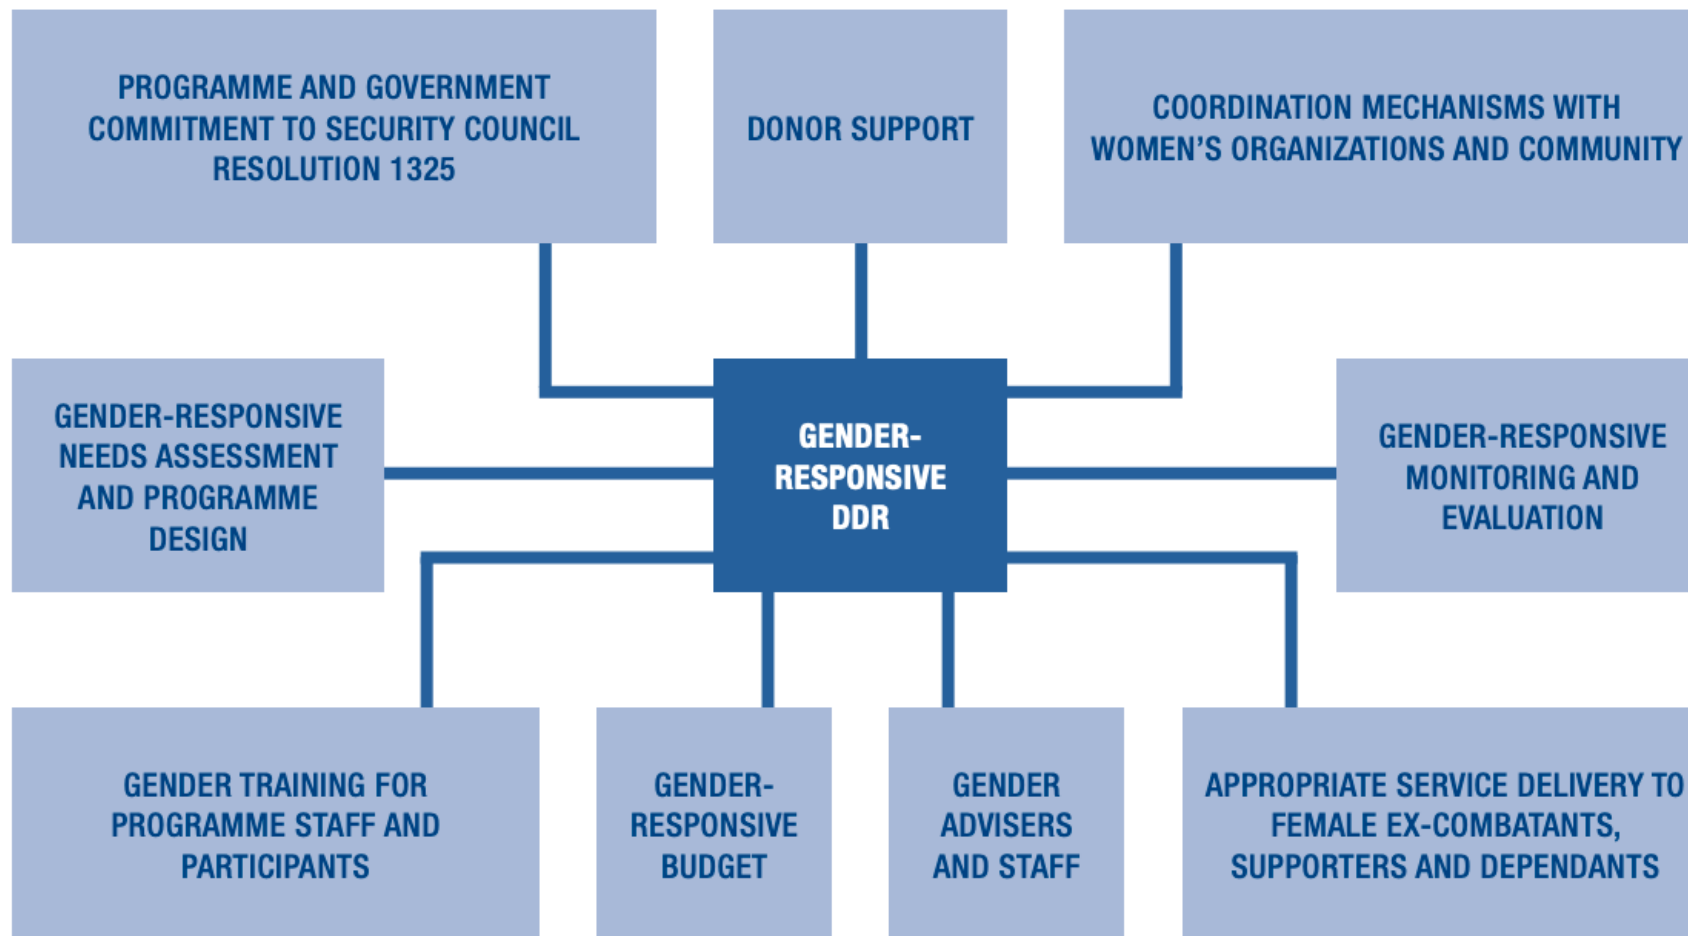 PROGRAMME AND GOVERNMENT
COMMITMENT TO SECURITY COUNCIL
RESOLUTION 1325
DONOR SUPPORT
COORDINATION MECHANISMS WITH
WOMEN’S ORGANIZATIONS AND COMMUNITY
GENDER-RESPONSIVE
NEEDS ASSESSMENT
AND PROGRAMME
DESIGN
GENDER-
RESPONSIVE
DDR
GENDER-RESPONSIVE
MONITORING AND
EVALUATION
GENDER TRAINING FOR
PROGRAMME STAFF AND
PARTICIPANTS
GENDER-
RESPONSIVE
BUDGET
GENDER
ADVISERS
AND STAFF
APPROPRIATE SERVICE DELIVERY TO
FEMALE EX-COMBATANTS,
SUPPORTERS AND DEPENDANTS